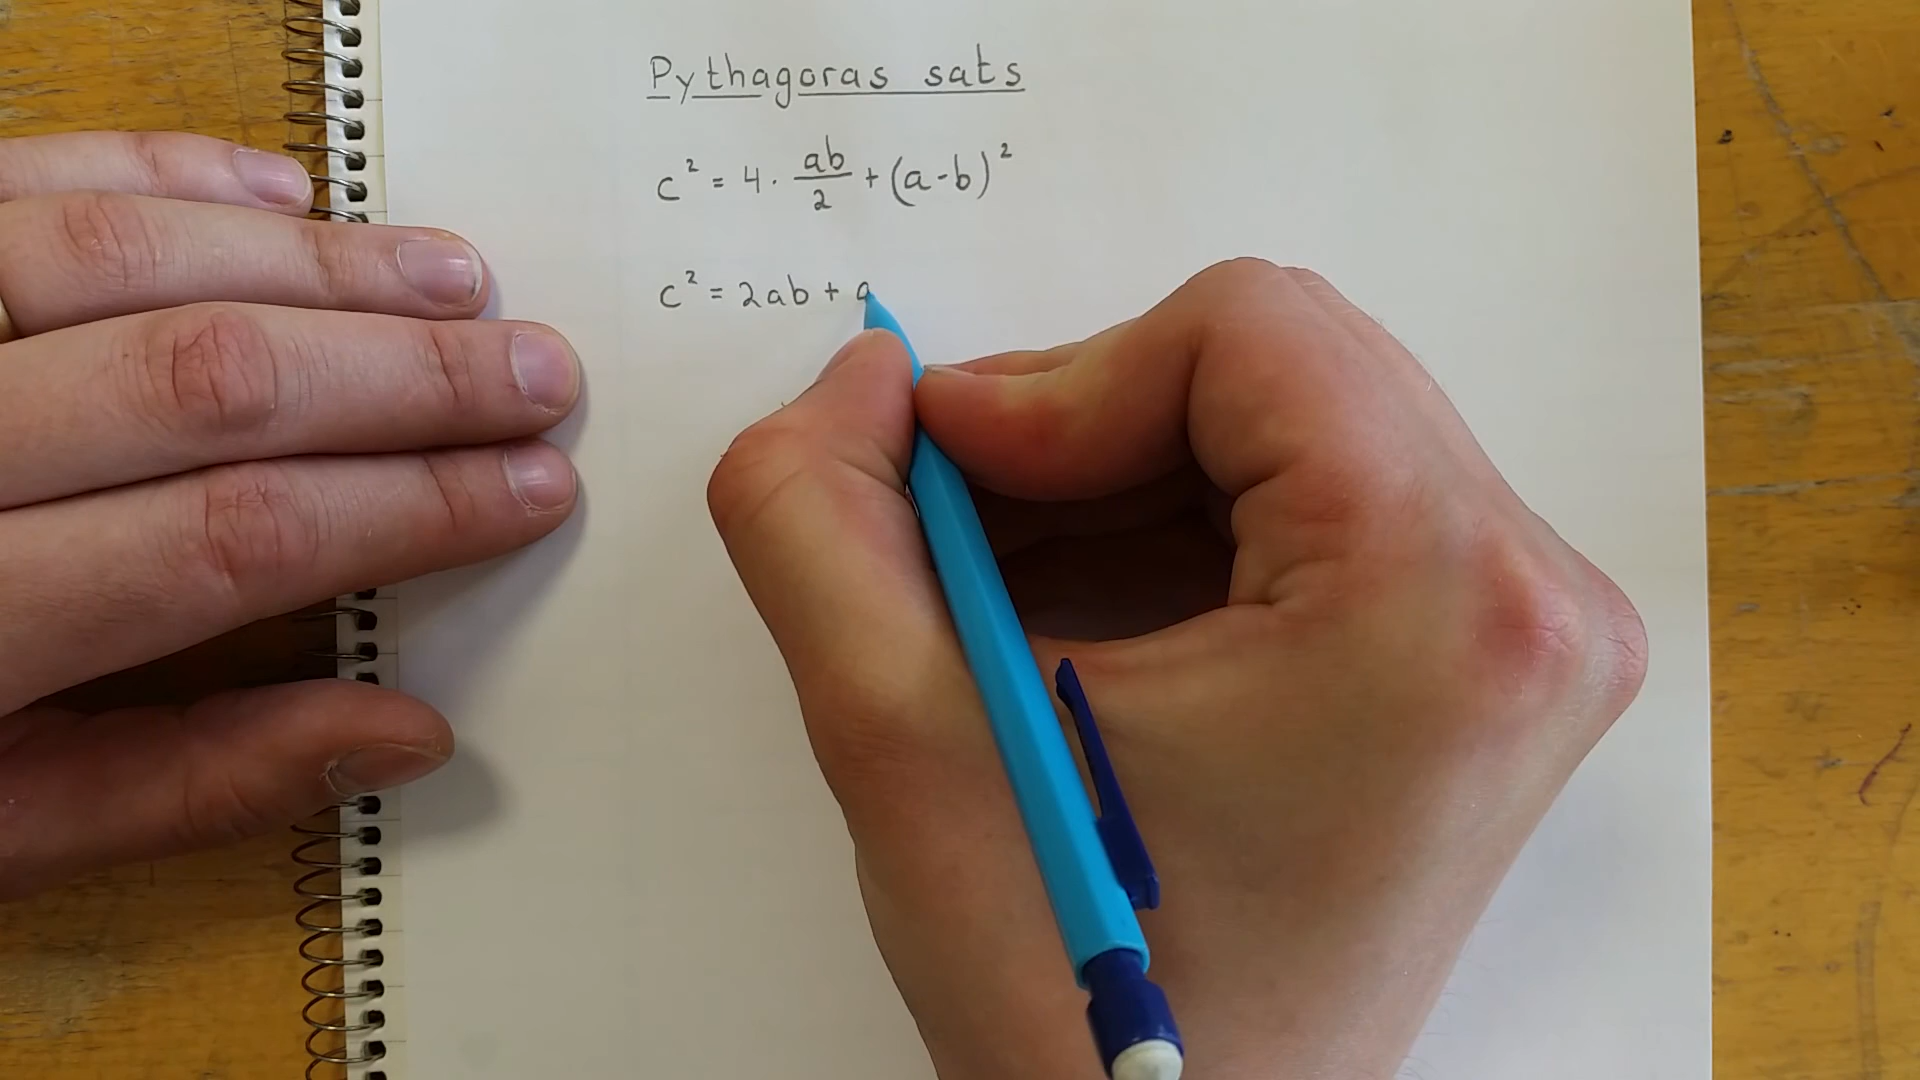 Pythagoras sats
c² = 4 · ab/2 + (a-b)²
c² = 2ab + a